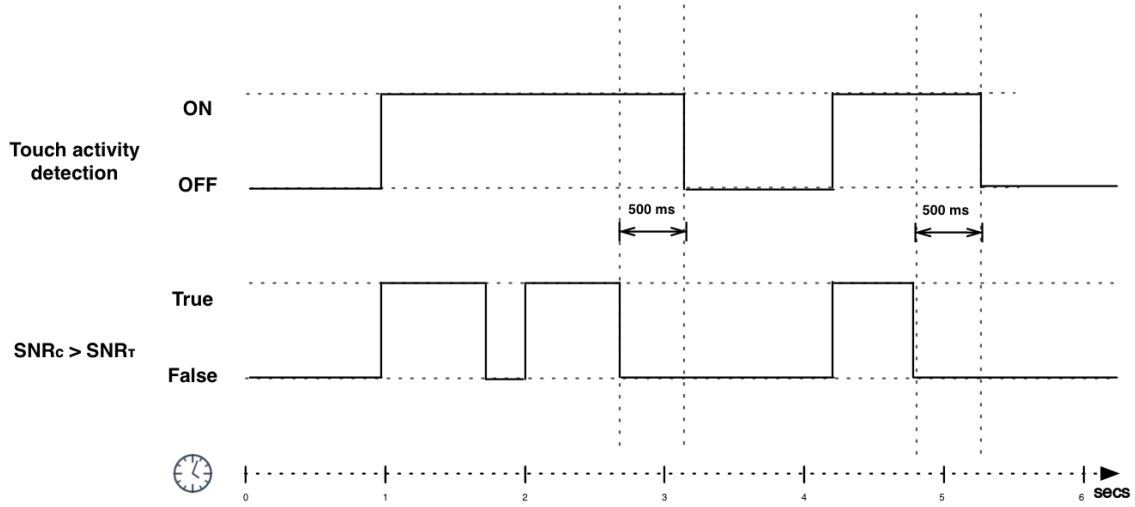 ON
Touch activity
detection
OFF
500 ms
500 ms
True
SNRC > SNRT
False
0 1 2 3 4 5 6 secs